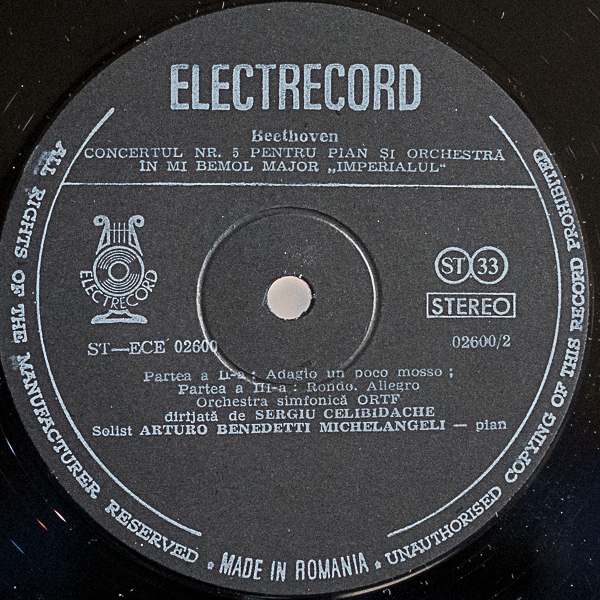 ELECTRECORD
Beethoven
CONCERTUL NR. 5 PENTRU PIAN ȘI ORCHESTRĂ
ÎN MI BEMOL MAJOR „IMPERIALUL“
ELECTRECORD
ST 33
STEREO
ST—ECE 02600
02600/2
Partea a II-a : Adagio un poco mosso ;
Partea a III-a : Rondo. Allegro
Orchestra simfonică ORTF
dirijată de SERGIU CELIBIDACHE
Solist ARTURO BENEDETTI MICHELANGELI — pian
ALL RIGHTS OF THE MANUFACTURER RESERVED * MADE IN ROMANIA * UNAUTHORISED COPYING OF THIS RECORD PROHIBITED